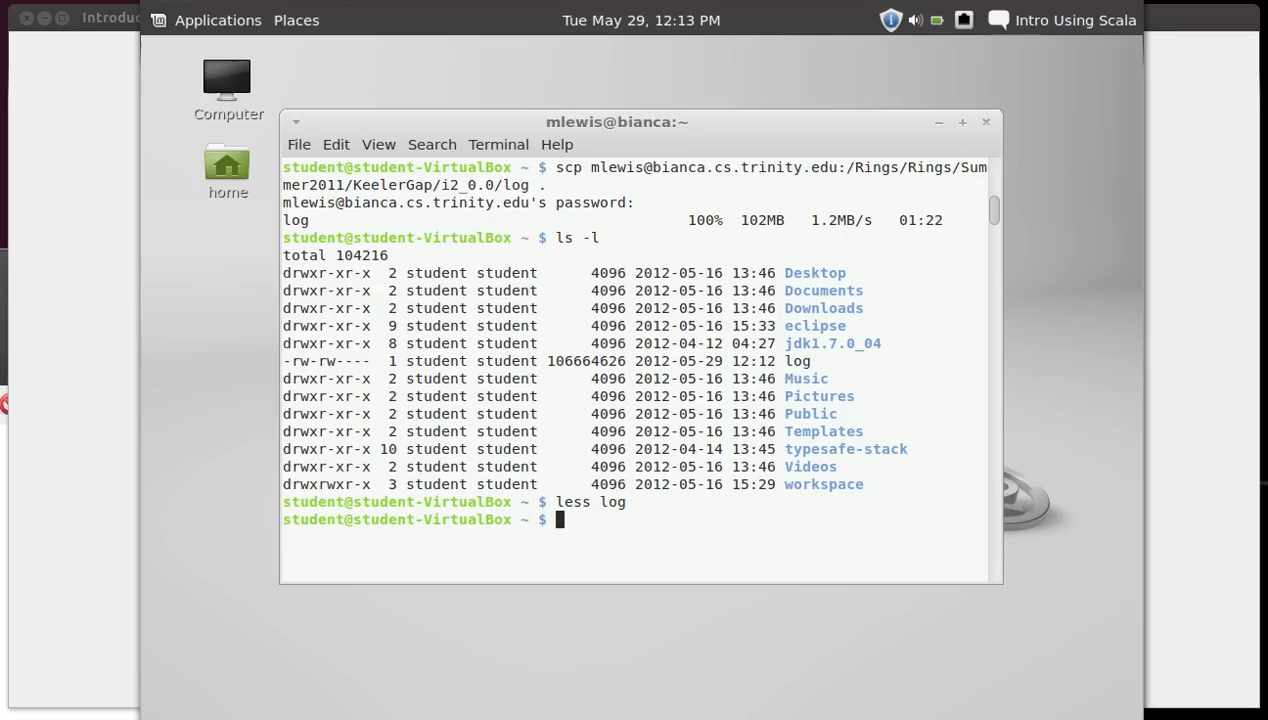 Introduc
Applications Places Tue May 29, 12:13 PM Intro Using Scala
Computer
home
mlewis@bianca:~
File Edit View Search Terminal Help
student@student-VirtualBox ~ $ scp mlewis@bianca.cs.trinity.edu:/Rings/Rings/Sum
mer2011/KeelerGap/i2_0.0/log .
mlewis@bianca.cs.trinity.edu's password:
log 100% 102MB 1.2MB/s 01:22
student@student-VirtualBox ~ $ ls -l
total 104216
drwxr-xr-x 2 student student 4096 2012-05-16 13:46 Desktop
drwxr-xr-x 2 student student 4096 2012-05-16 13:46 Documents
drwxr-xr-x 2 student student 4096 2012-05-16 13:46 Downloads
drwxr-xr-x 9 student student 4096 2012-05-16 15:33 eclipse
drwxr-xr-x 8 student student 4096 2012-04-12 04:27 jdk1.7.0_04
-rw-rw---- 1 student student 106664626 2012-05-29 12:12 log
drwxr-xr-x 2 student student 4096 2012-05-16 13:46 Music
drwxr-xr-x 2 student student 4096 2012-05-16 13:46 Pictures
drwxr-xr-x 2 student student 4096 2012-05-16 13:46 Public
drwxr-xr-x 2 student student 4096 2012-05-16 13:46 Templates
drwxr-xr-x 10 student student 4096 2012-04-14 13:45 typesafe-stack
drwxr-xr-x 2 student student 4096 2012-05-16 13:46 Videos
drwxrwxr-x 3 student student 4096 2012-05-16 15:29 workspace
student@student-VirtualBox ~ $ less log
student@student-VirtualBox ~ $